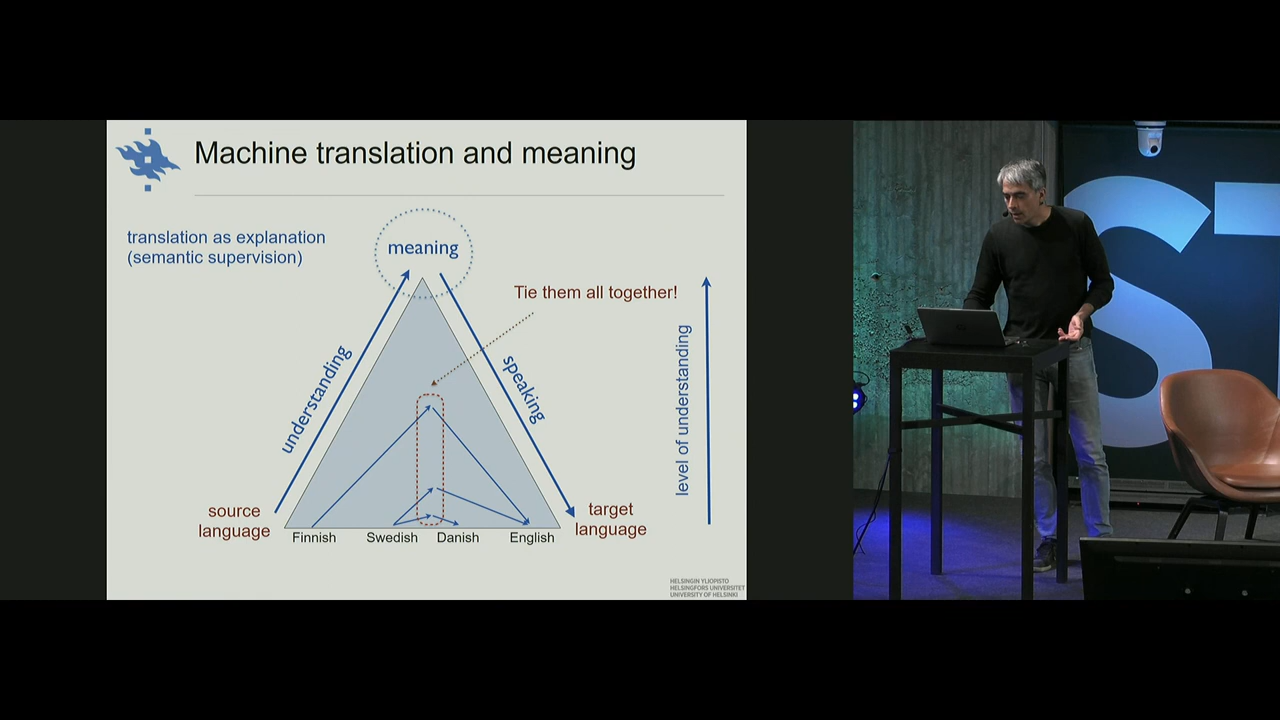 Machine translation and meaning
translation as explanation
(semantic supervision)
meaning
Tie them all together!
understanding
speaking
level of understanding
source
language
target
language
Finnish
Swedish
Danish
English
HELSINGIN YLIOPISTO
HELSINGFORS UNIVERSITET
UNIVERSITY OF HELSINKI
ST